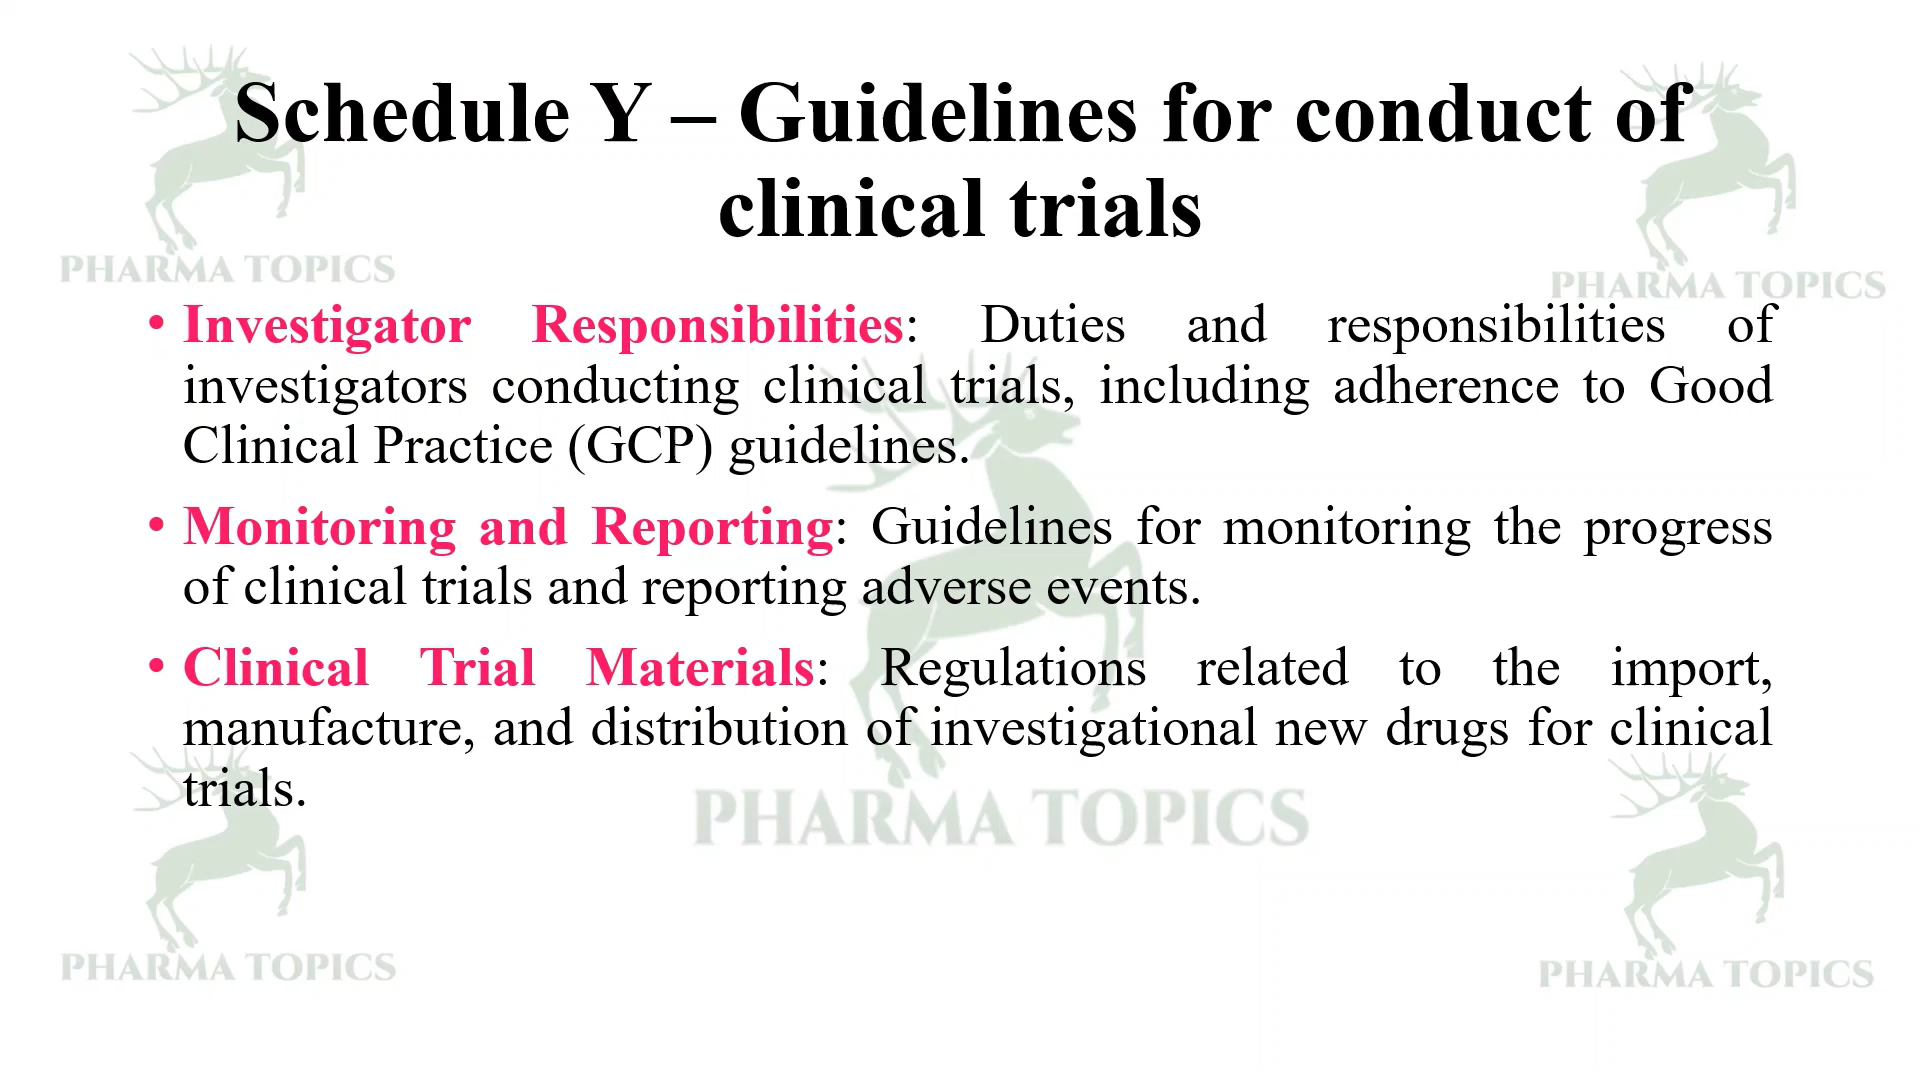 Schedule Y – Guidelines for conduct of
clinical trials
PHARMA TOPICS
PHARMA TOPICS
• Investigator Responsibilities: Duties and responsibilities of
investigators conducting clinical trials, including adherence to Good
Clinical Practice (GCP) guidelines.
• Monitoring and Reporting: Guidelines for monitoring the progress
of clinical trials and reporting adverse events.
• Clinical Trial Materials: Regulations related to the import,
manufacture, and distribution of investigational new drugs for clinical
trials.
PHARMA TOPICS
PHARMA TOPICS
PHARMA TOPICS